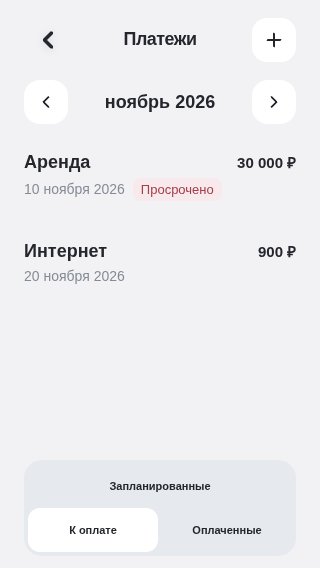 Платежи
ноябрь 2026
Аренда 30 000 ₽
10 ноября 2026 Просрочено
Интернет 900 ₽
20 ноября 2026
Запланированные
К оплате Оплаченные